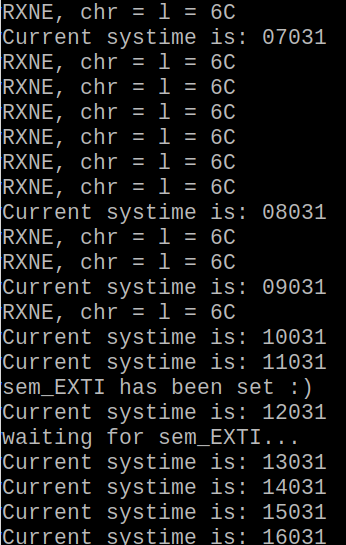 RXNE, chr = l = 6C
Current systime is: 07031
RXNE, chr = l = 6C
RXNE, chr = l = 6C
RXNE, chr = l = 6C
RXNE, chr = l = 6C
RXNE, chr = l = 6C
RXNE, chr = l = 6C
Current systime is: 08031
RXNE, chr = l = 6C
RXNE, chr = l = 6C
Current systime is: 09031
RXNE, chr = l = 6C
Current systime is: 10031
Current systime is: 11031
sem_EXTI has been set :)
Current systime is: 12031
waiting for sem_EXTI...
Current systime is: 13031
Current systime is: 14031
Current systime is: 15031
Current systime is: 16031